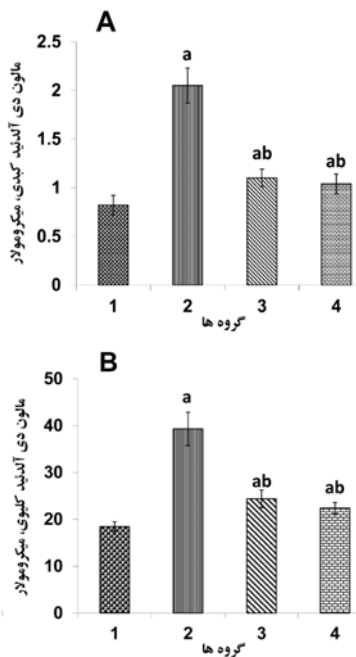 A
مالون دی آلدئید کبدی، میکرومولار
2.5
2
1.5
1
0.5
0
a
ab
ab
1
2
3
4
گروه ها
B
مالون دی آلدئید کلیوی، میکرومولار
50
40
30
20
10
0
a
ab
ab
1
2
3
4
گروه ها